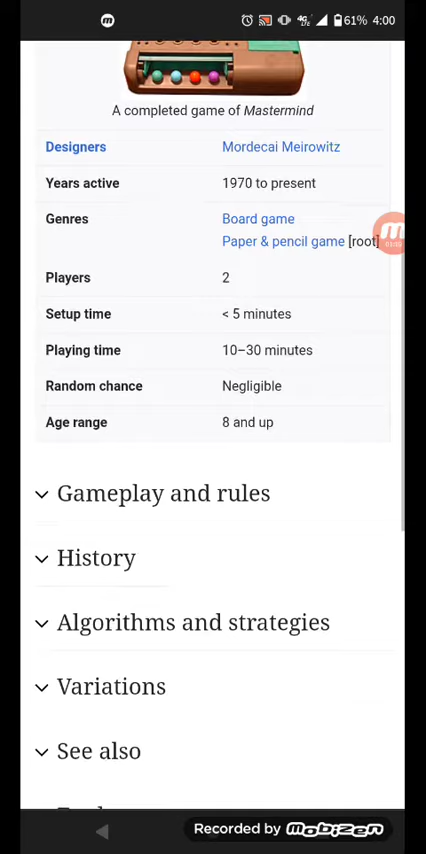 61% 4:00
A completed game of Mastermind
Designers Mordecai Meirowitz
Years active 1970 to present
Genres Board game
Paper & pencil game [root]
Players 2
Setup time < 5 minutes
Playing time 10–30 minutes
Random chance Negligible
Age range 8 and up
Gameplay and rules
History
Algorithms and strategies
Variations
See also
Recorded by mobizen